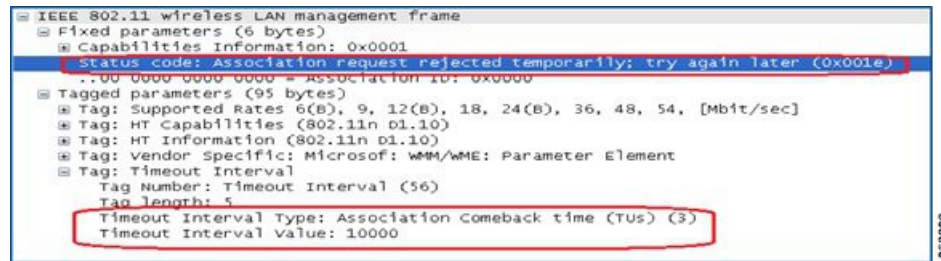 IEEE 802.11 wireless LAN management frame
Fixed parameters (6 bytes)
Capabilities Information: 0x0001
Status code: Association request rejected temporarily; try again later (0x001e)
..00 0000 0000 0000 = Association ID: 0x0000
Tagged parameters (95 bytes)
Tag: Supported Rates 6(B), 9, 12(B), 18, 24(B), 36, 48, 54, [Mbit/sec]
Tag: HT Capabilities (802.11n D1.10)
Tag: HT Information (802.11n D1.10)
Tag: Vendor Specific: Microsof: WMM/WME: Parameter Element
Tag: Timeout Interval
Tag Number: Timeout Interval (56)
Tag length: 5
Timeout Interval Type: Association Comeback time (TUs) (3)
Timeout Interval Value: 10000